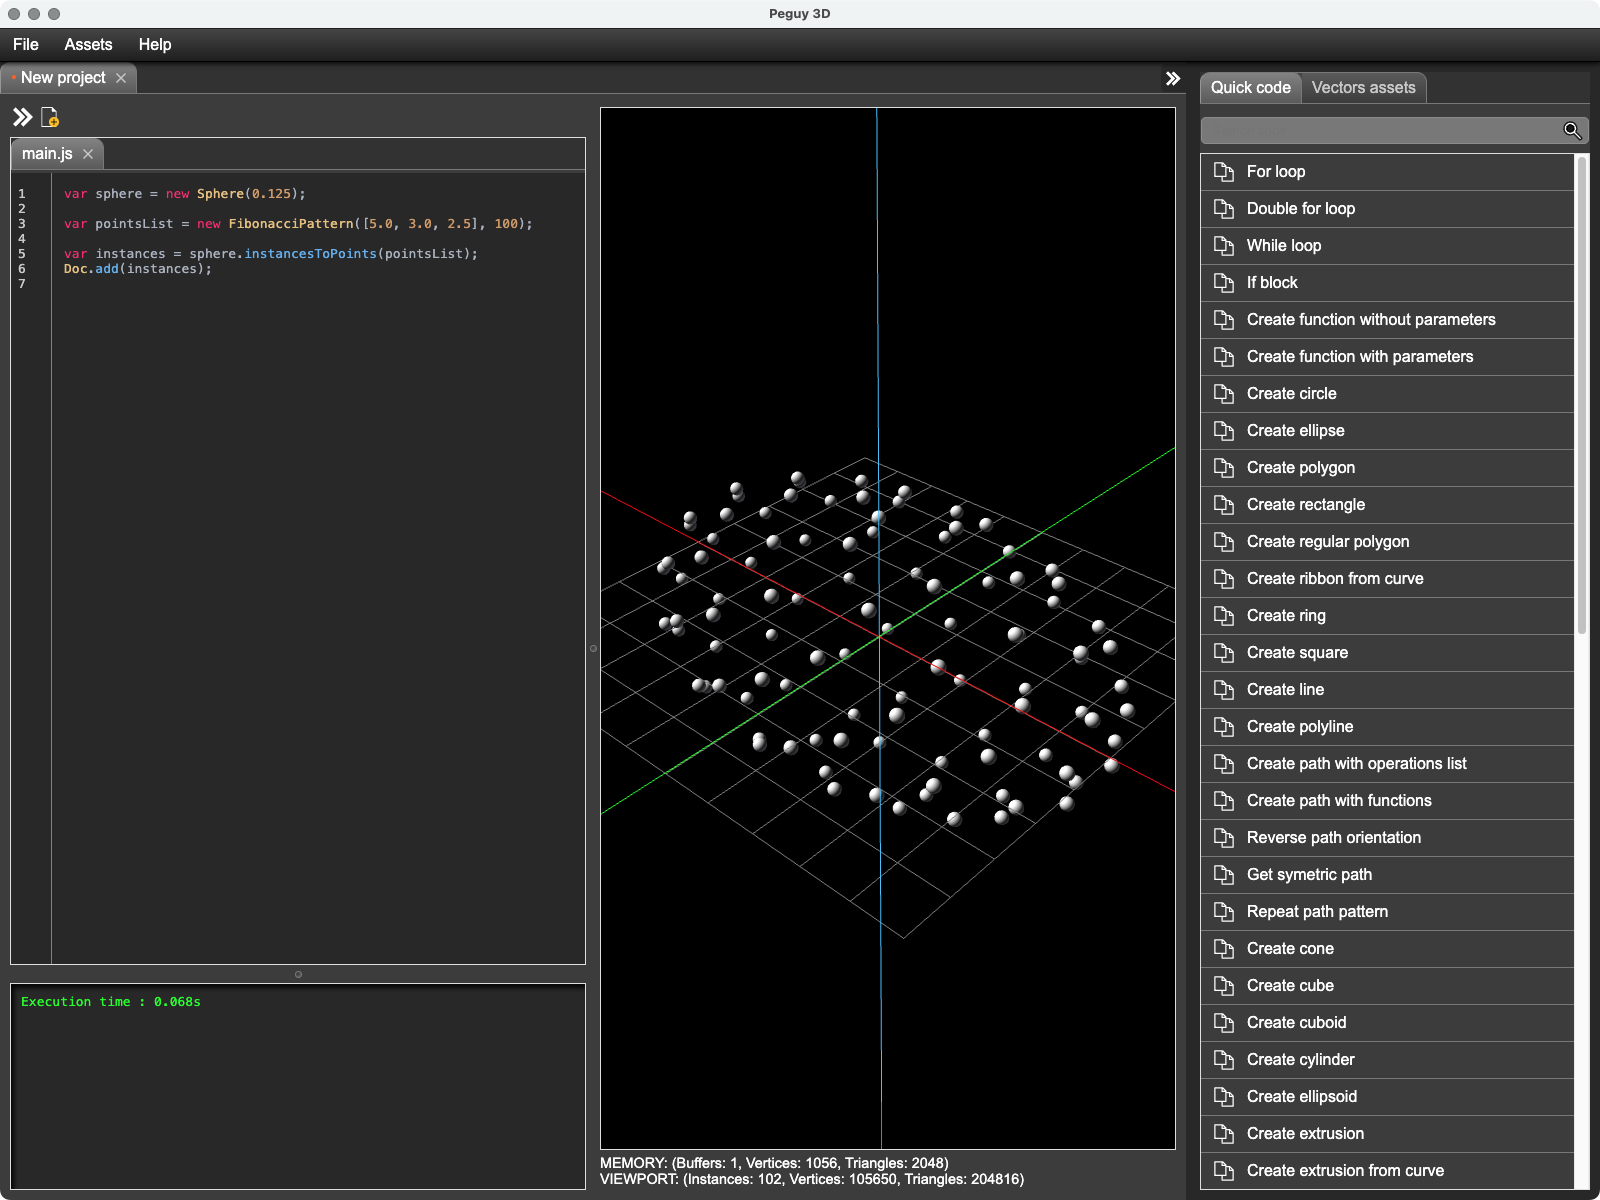 Peguy 3D
File Assets Help
New project
main.js
1 var sphere = new Sphere(0.125);
2
3 var pointsList = new FibonacciPattern([5.0, 3.0, 2.5], 100);
4
5 var instances = sphere.instancesToPoints(pointsList);
6 Doc.add(instances);
7
Execution time : 0.068s
MEMORY: (Buffers: 1, Vertices: 1056, Triangles: 2048)
VIEWPORT: (Instances: 102, Vertices: 105650, Triangles: 204816)
Quick code Vectors assets
For loop
Double for loop
While loop
If block
Create function without parameters
Create function with parameters
Create circle
Create ellipse
Create polygon
Create rectangle
Create regular polygon
Create ribbon from curve
Create ring
Create square
Create line
Create polyline
Create path with operations list
Create path with functions
Reverse path orientation
Get symetric path
Repeat path pattern
Create cone
Create cube
Create cuboid
Create cylinder
Create ellipsoid
Create extrusion
Create extrusion from curve